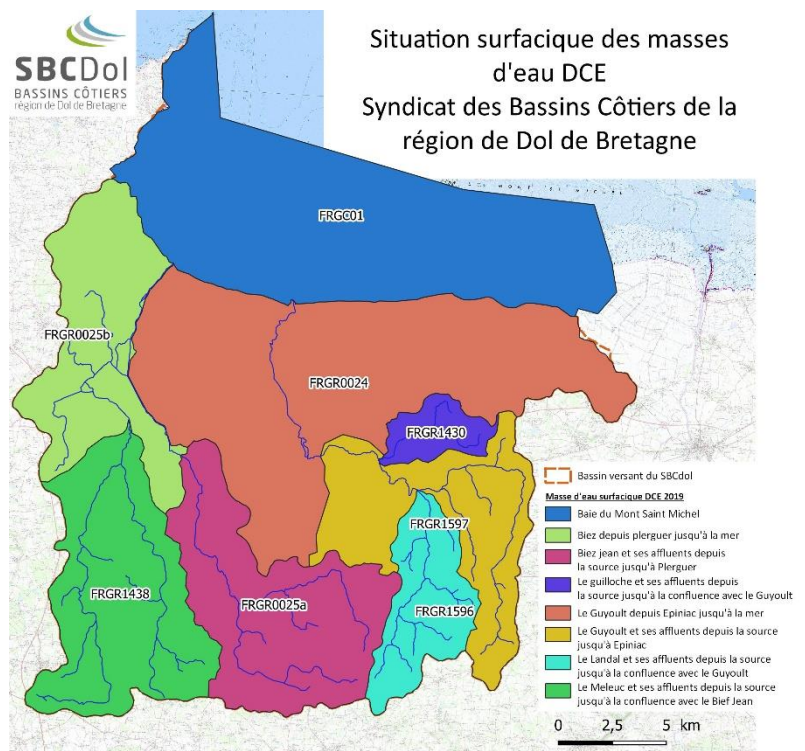 SBCDol
BASSINS CÔTIERS
région de Dol de Bretagne
Situation surfacique des masses
d'eau DCE
Syndicat des Bassins Côtiers de la
région de Dol de Bretagne
FRGC01
FRGR0025b
FRGR0024
FRGR1430
FRGR1597
FRGR1438
FRGR0025a
FRGR1596
Bassin versant du SBCdol
Masse d'eau surfacique DCE 2019
Baie du Mont Saint Michel
Biez depuis plerguer jusqu'à la mer
Biez jean et ses affluents depuis
la source jusqu'à Plerguer
Le guilloche et ses affluents depuis
la source jusqu'à la confluence avec le Guyoult
Le Guyoult depuis Epiniac jusqu'à la mer
Le Guyoult et ses affluents depuis la source
jusqu'à Epiniac
Le Landal et ses affluents depuis la source
jusqu'à la confluence avec le Guyoult
Le Meleuc et ses affluents depuis la source
jusqu'à la confluence avec le Bief Jean
0 2,5 5 km